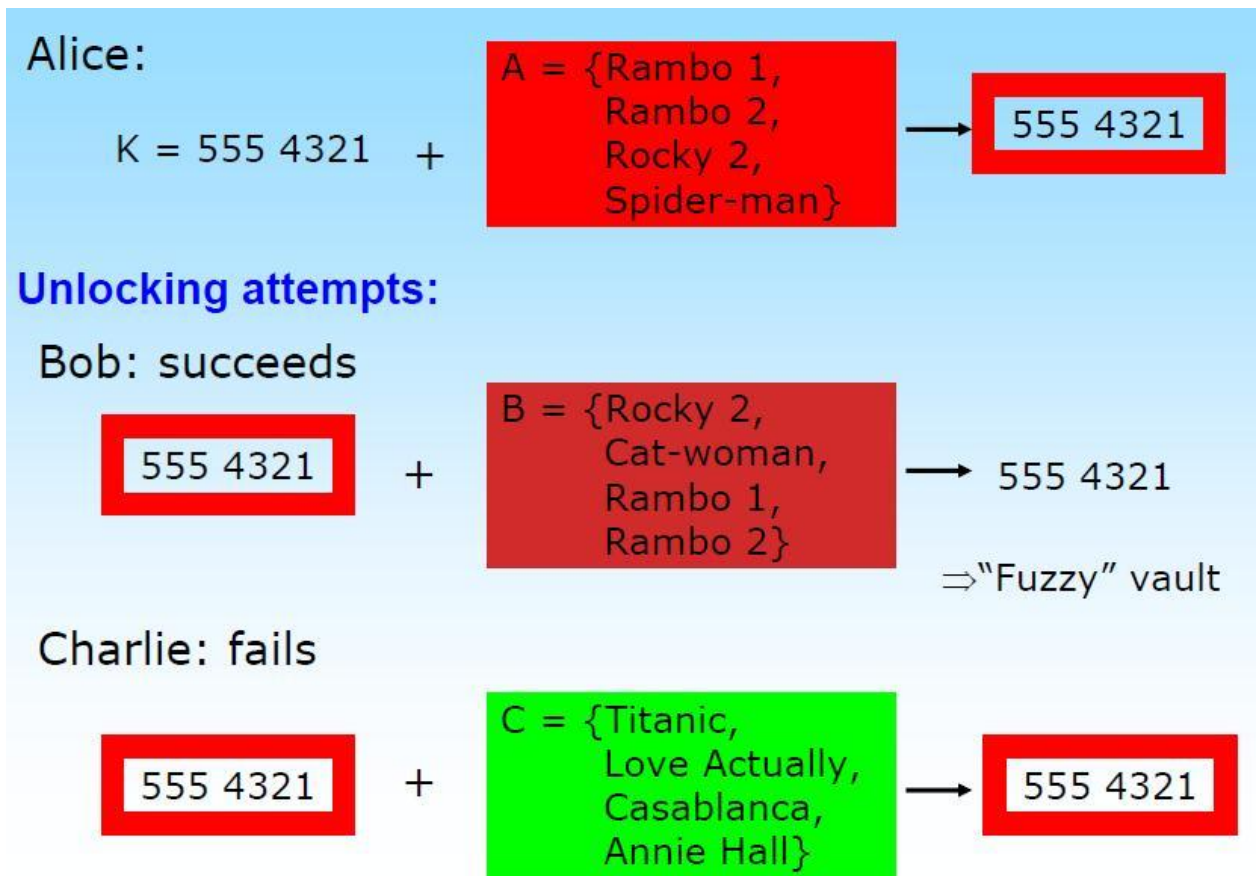 Alice:
K = 555 4321 +
A = {Rambo 1,
Rambo 2,
Rocky 2,
Spider-man}
555 4321
Unlocking attempts:
Bob: succeeds
555 4321 +
B = {Rocky 2,
Cat-woman,
Rambo 1,
Rambo 2}
555 4321
⇒“Fuzzy” vault
Charlie: fails
555 4321 +
C = {Titanic,
Love Actually,
Casablanca,
Annie Hall}
555 4321